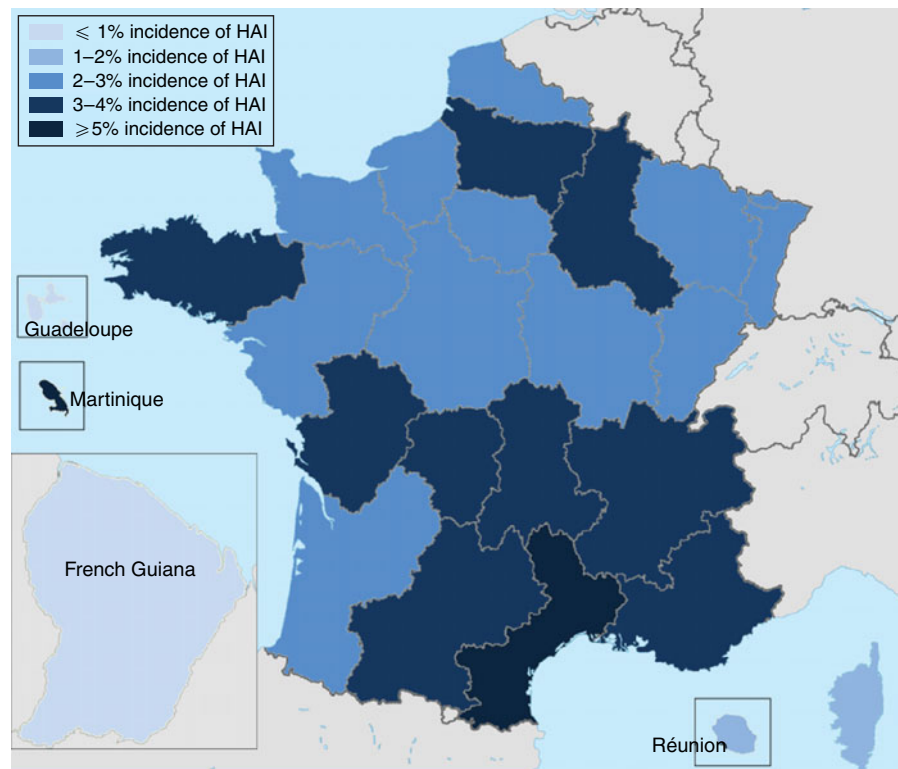 ⩽ 1% incidence of HAI
1–2% incidence of HAI
2–3% incidence of HAI
3–4% incidence of HAI
⩾5% incidence of HAI
Guadeloupe
Martinique
French Guiana
Réunion